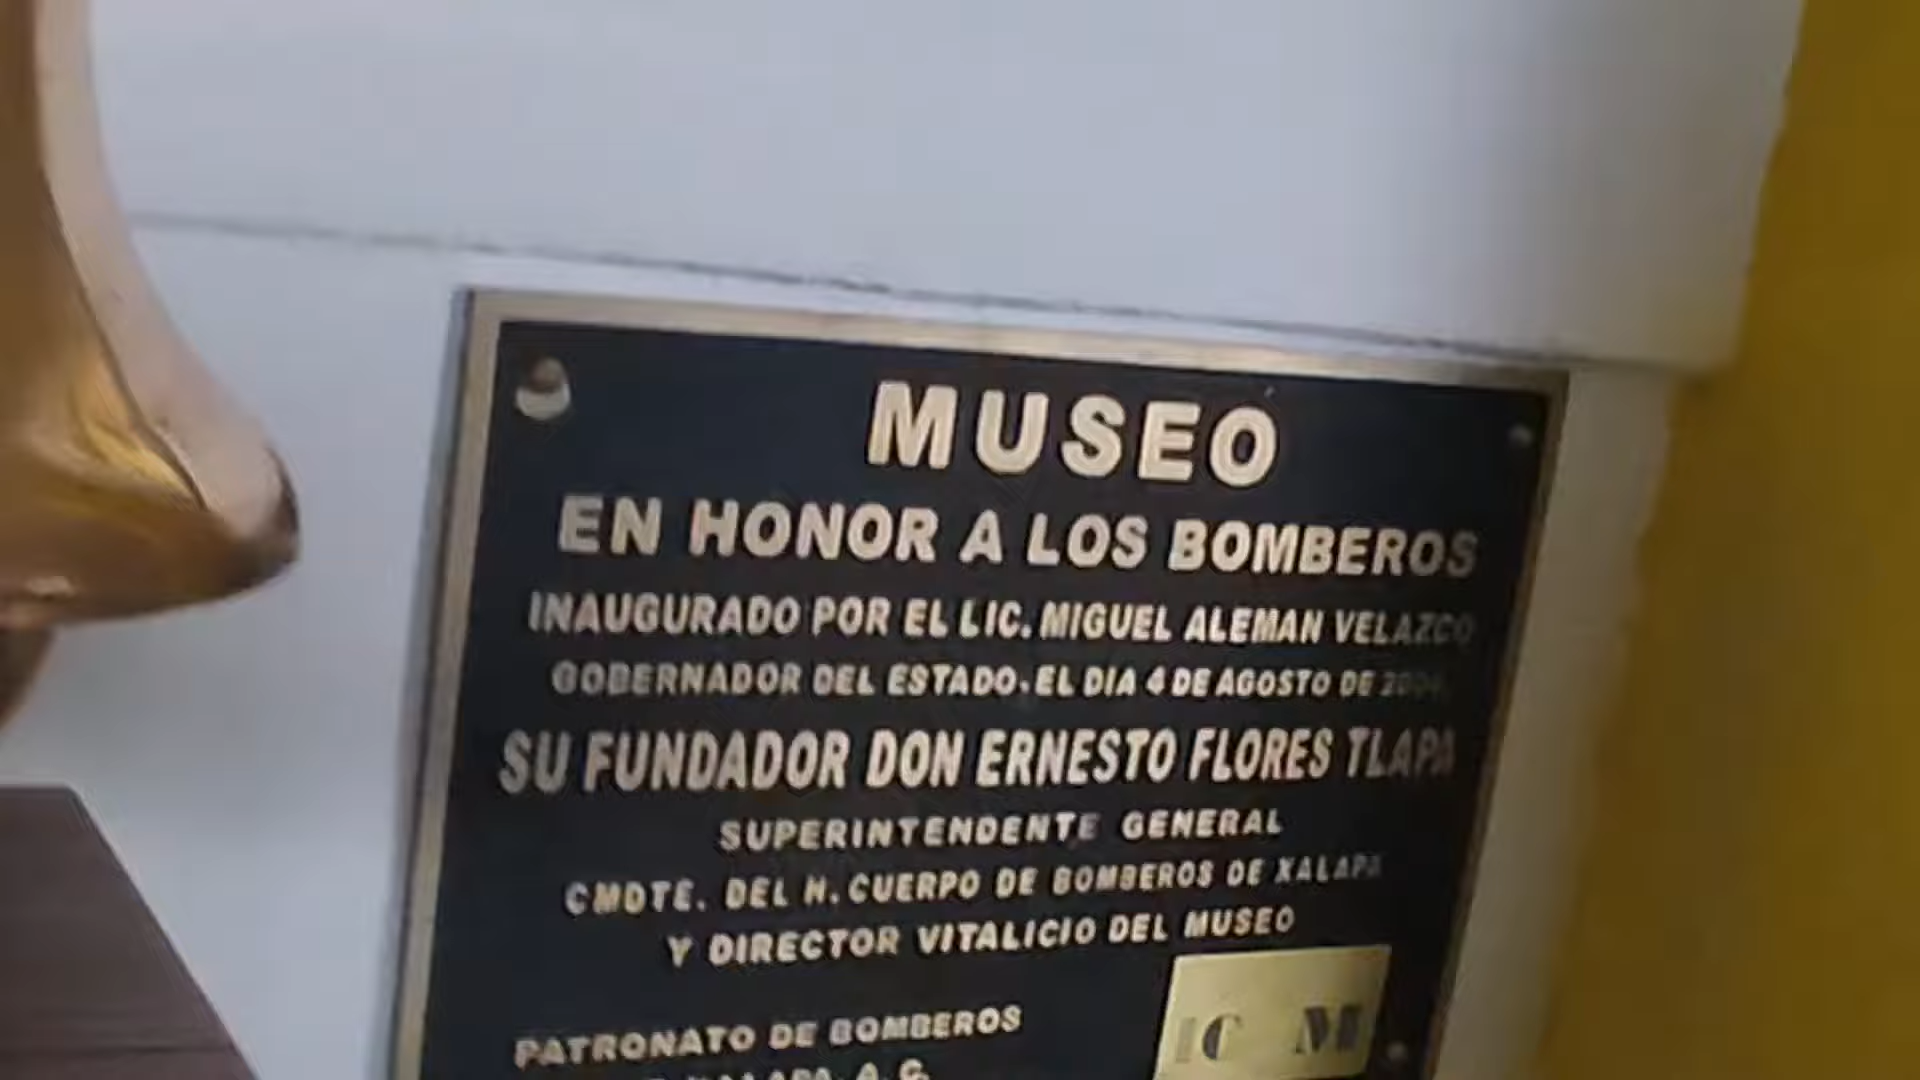 MUSEO
EN HONOR A LOS BOMBEROS
INAUGURADO POR EL LIC. MIGUEL ALEMAN VELAZCO
GOBERNADOR DEL ESTADO. EL DIA 4 DE AGOSTO DE
SU FUNDADOR DON ERNESTO FLORES TLAPA
SUPERINTENDENTE GENERAL
CMDTE. DEL H. CUERPO DE BOMBEROS DE XALAPA
Y DIRECTOR VITALICIO DEL MUSEO
PATRONATO DE BOMBEROS
XALAPA. A. C.